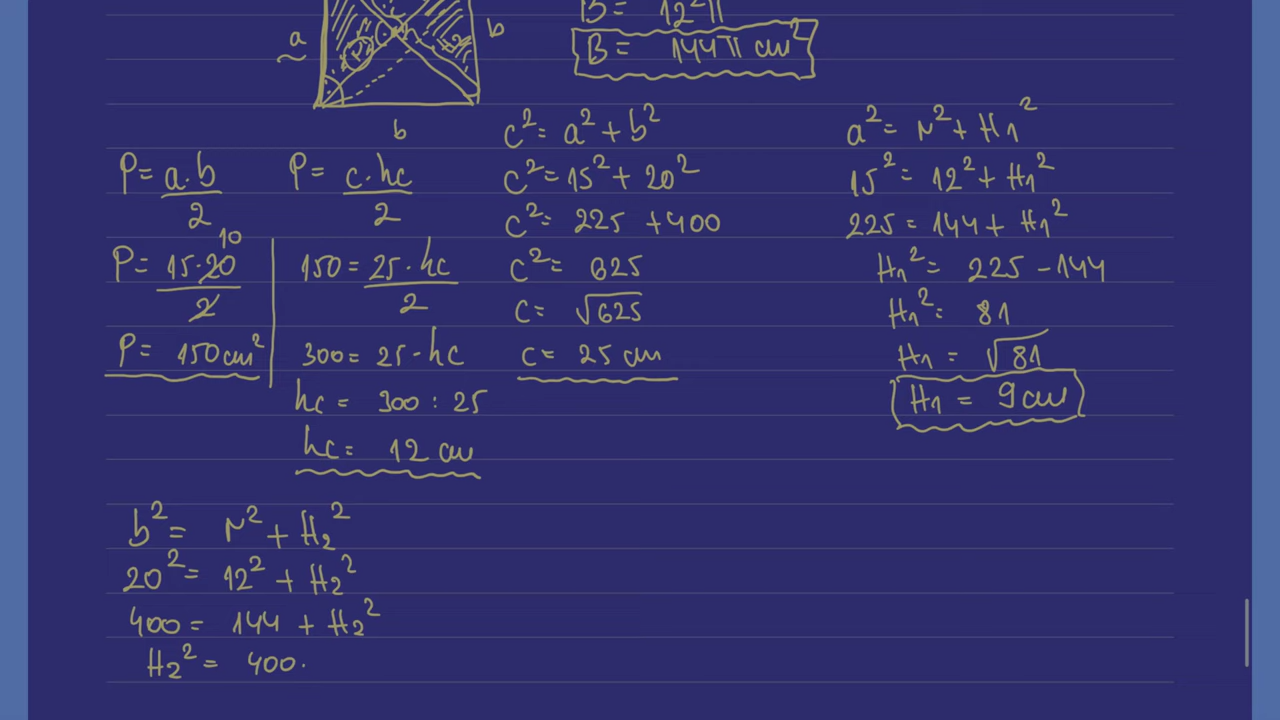 B = 12²π
B = 144π cm²
a
b
b
P = a·b/2
P = 15·20/2
10
P = 150 cm²
P = c·hc/2
150 = 25·hc/2
300 = 25·hc
hc = 300 : 25
hc = 12 cm
c² = a² + b²
c² = 15² + 20²
c² = 225 + 400
c² = 625
c = √625
c = 25 cm
a² = r² + H₁²
15² = 12² + H₁²
225 = 144 + H₁²
H₁² = 225 - 144
H₁² = 81
H₁ = √81
H₁ = 9 cm
b² = r² + H₂²
20² = 12² + H₂²
400 = 144 + H₂²
H₂² = 400